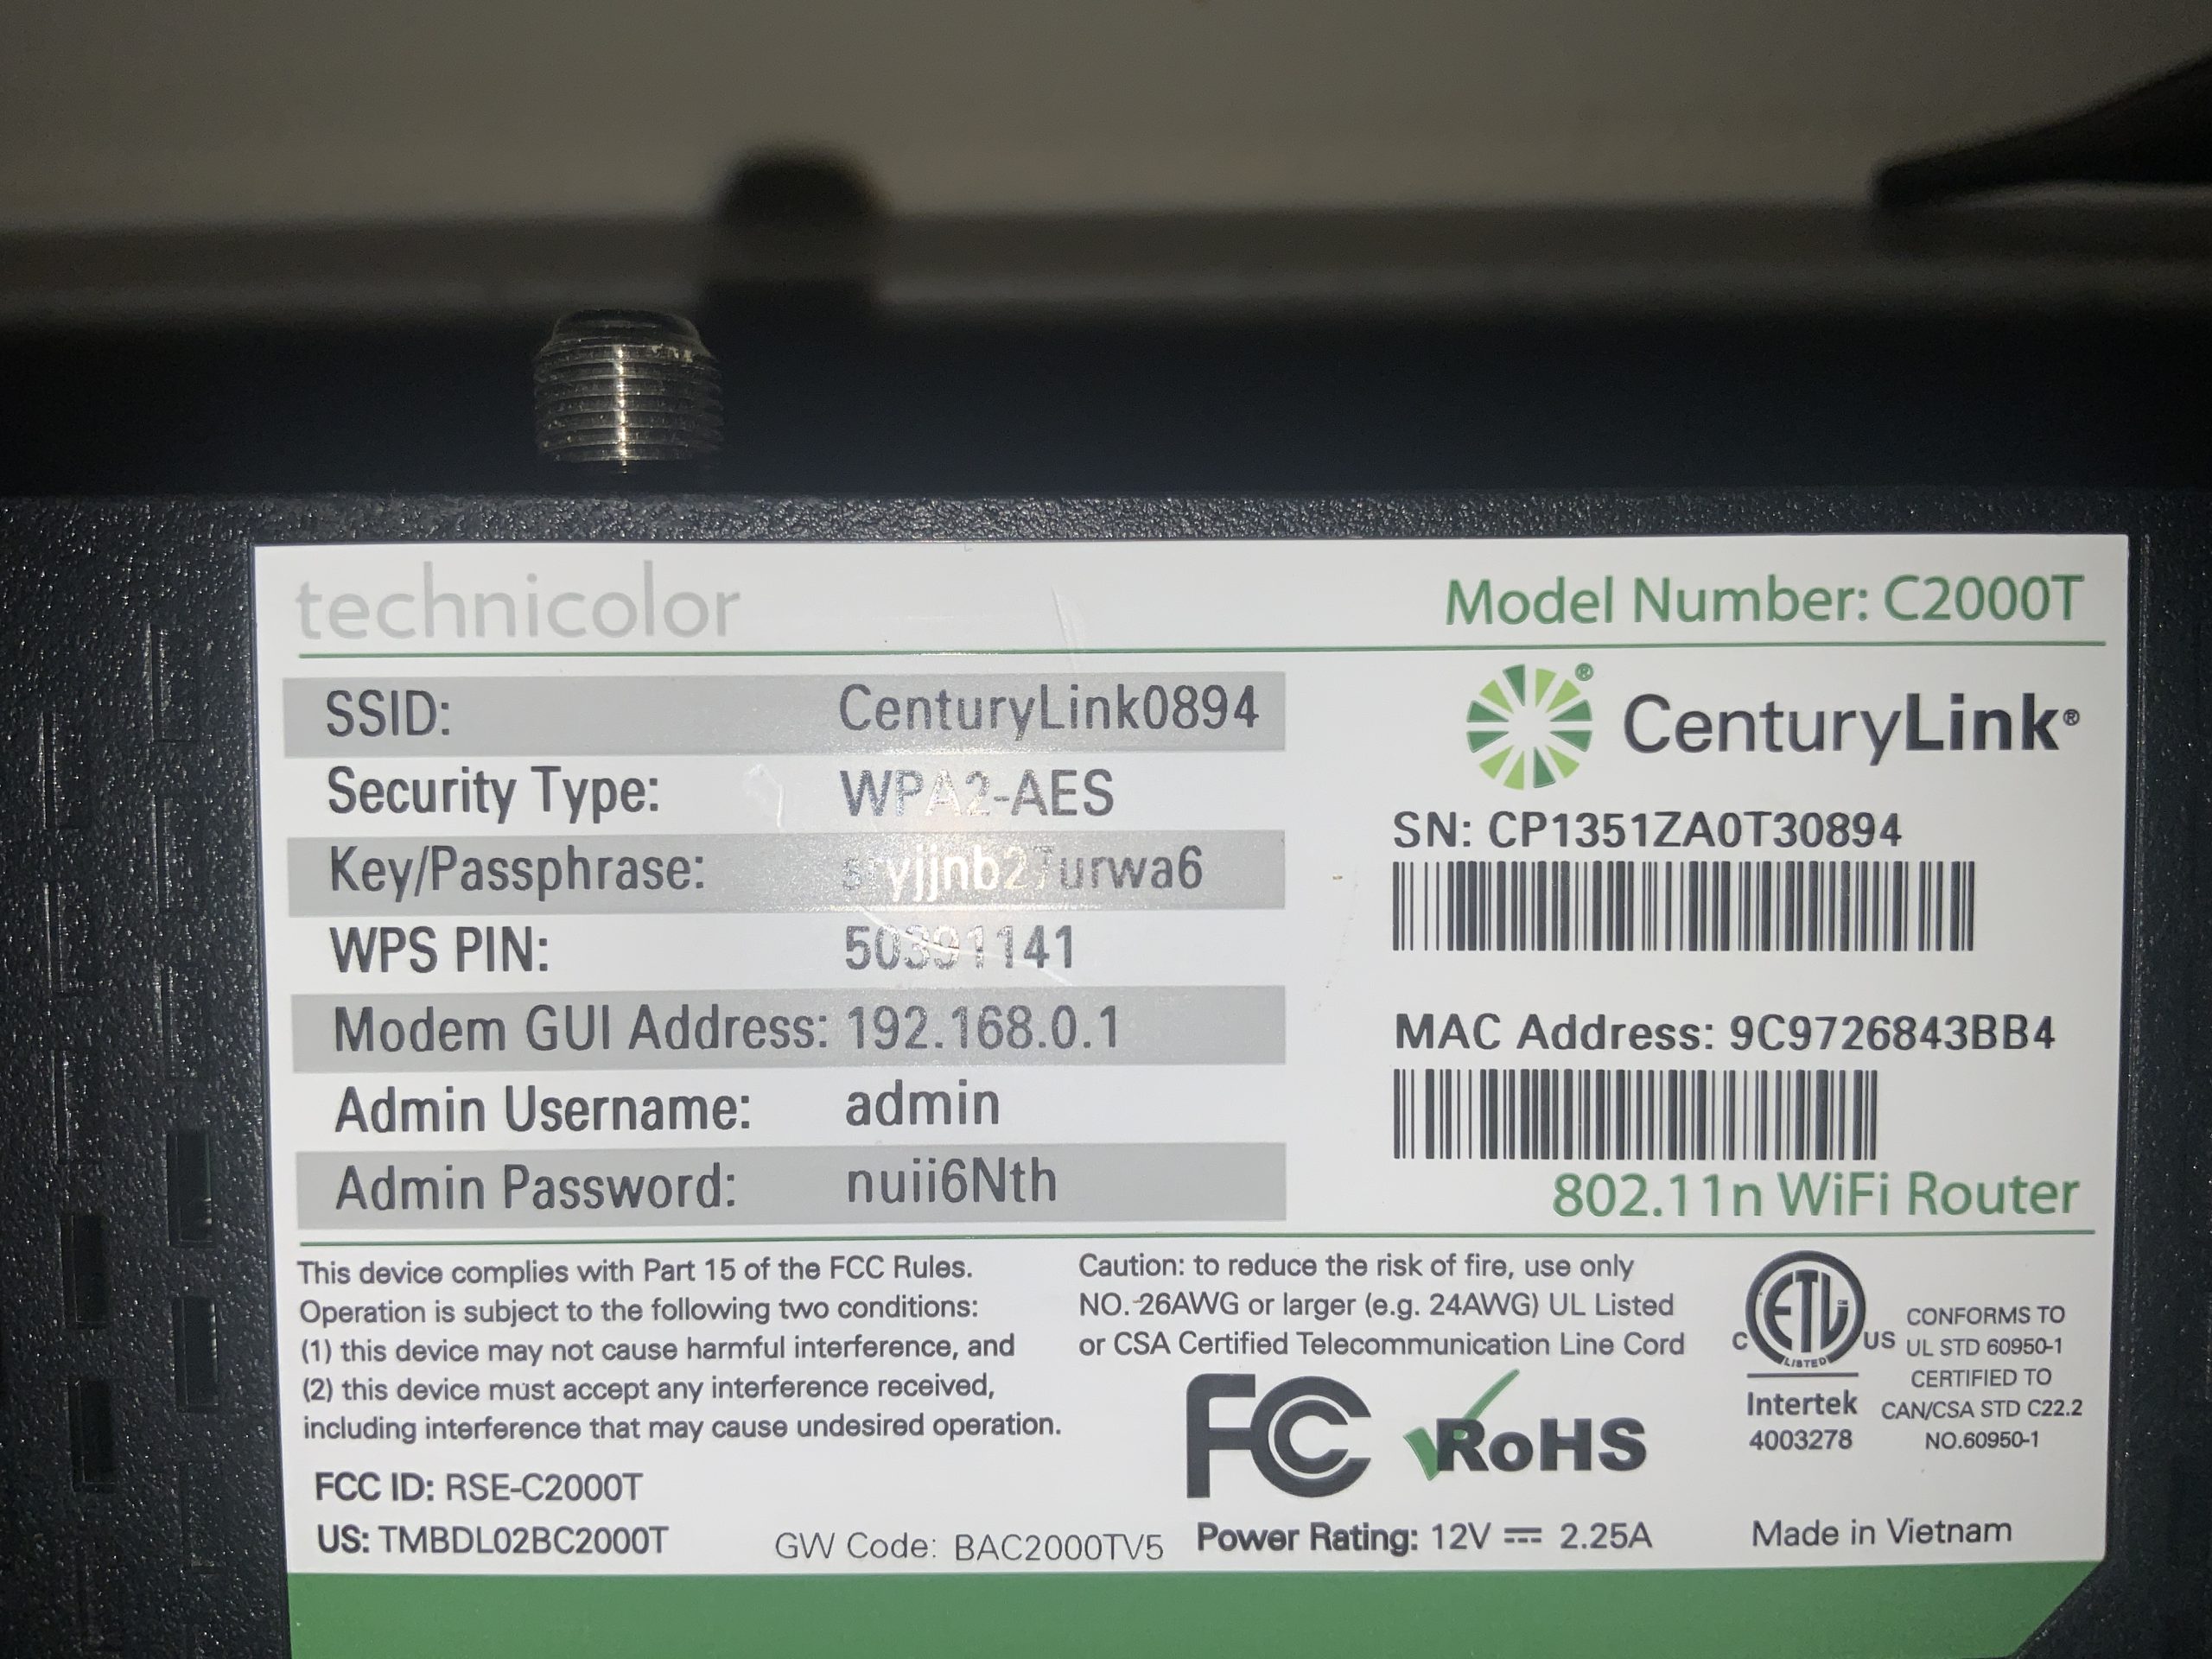 technicolor
Model Number: C2000T
SSID: CenturyLink0894
Security Type: WPA2-AES
Key/Passphrase:
WPS PIN: 50391141
Modem GUI Address: 192.168.0.1
Admin Username: admin
Admin Password: nuii6Nth
CenturyLink®
SN: CP1351ZA0T30894
MAC Address: 9C9726843BB4
802.11n WiFi Router
This device complies with Part 15 of the FCC Rules.
Operation is subject to the following two conditions:
(1) this device may not cause harmful interference, and
(2) this device must accept any interference received,
including interference that may cause undesired operation.
FCC ID: RSE-C2000T
US: TMBDL02BC2000T
GW Code: BAC2000TV5
Caution: to reduce the risk of fire, use only
NO.-26AWG or larger (e.g. 24AWG) UL Listed
or CSA Certified Telecommunication Line Cord
FC
RoHS
Power Rating: 12V ⎓ 2.25A
C ETL US
LISTED
Intertek
4003278
CONFORMS TO
UL STD 60950-1
CERTIFIED TO
CAN/CSA STD C22.2
NO.60950-1
Made in Vietnam